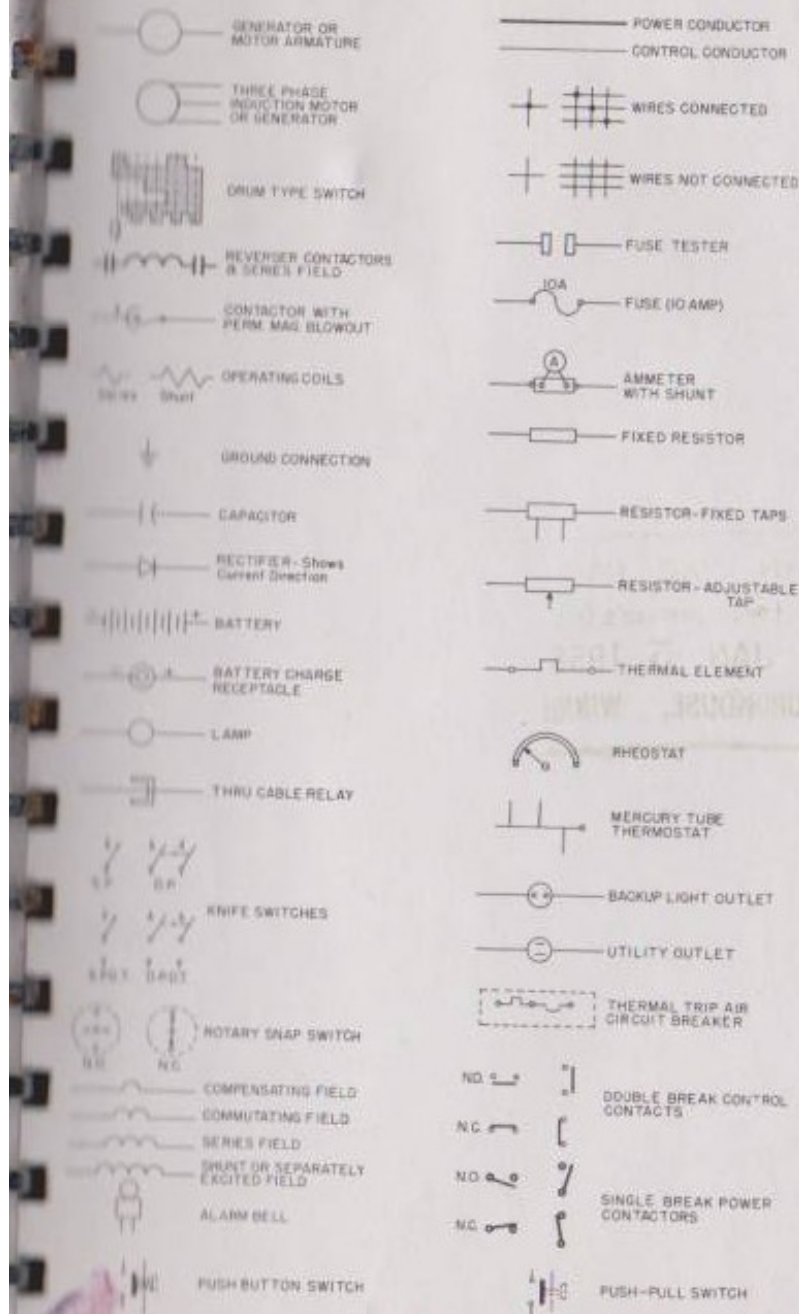 GENERATOR OR
MOTOR ARMATURE
THREE PHASE
INDUCTION MOTOR
OR GENERATOR
DRUM TYPE SWITCH
REVERSER CONTACTORS
& SERIES FIELD
CONTACTOR WITH
PERM. MAG. BLOWOUT
OPERATING COILS
Series Shunt
GROUND CONNECTION
CAPACITOR
RECTIFIER - Shows
Current Direction
BATTERY
BATTERY CHARGE
RECEPTACLE
LAMP
THRU CABLE RELAY
S.P. D.P.
KNIFE SWITCHES
S.P.D.T. D.P.D.T.
ROTARY SNAP SWITCH
N.O. N.C.
COMPENSATING FIELD
COMMUTATING FIELD
SERIES FIELD
SHUNT OR SEPARATELY
EXCITED FIELD
ALARM BELL
PUSH BUTTON SWITCH
POWER CONDUCTOR
CONTROL CONDUCTOR
WIRES CONNECTED
WIRES NOT CONNECTED
FUSE TESTER
10A
FUSE (10 AMP)
A
AMMETER
WITH SHUNT
FIXED RESISTOR
RESISTOR-FIXED TAPS
RESISTOR-ADJUSTABLE
TAP
THERMAL ELEMENT
RHEOSTAT
MERCURY TUBE
THERMOSTAT
BACKUP LIGHT OUTLET
UTILITY OUTLET
THERMAL TRIP AIR
CIRCUIT BREAKER
N.O.
DOUBLE BREAK CONTROL
CONTACTS
N.C.
N.O.
SINGLE BREAK POWER
CONTACTORS
N.C.
PUSH-PULL SWITCH